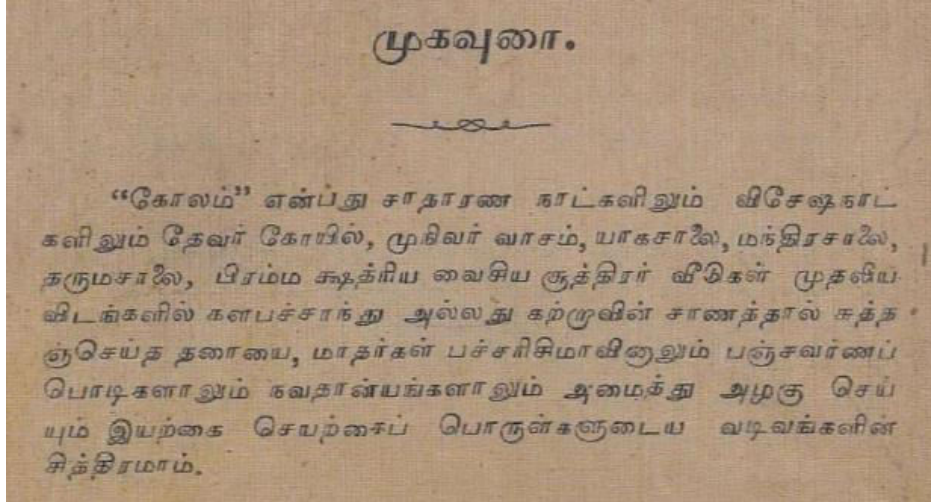 முகவுரை.
“கோலம்” என்பது சாதாரண நாட்களிலும் விசேஷநாட்
களிலும் தேவர் கோயில், முநிவர் வாசம், யாகசாலை, மந்திரசாலை,
தருமசாலை, பிரம்ம க்ஷத்ரிய வைசிய சூத்திரர் வீடுகள் முதலிய
விடங்களில் களபச்சாந்து அல்லது கற்றாவின் சாணத்தால் சுத்த
ஞ்செய்த தரையை, மாதர்கள் பச்சரிசிமாவினாலும் பஞ்சவர்ணப்
பொடிகளாலும் நவதான்யங்களாலும் அமைத்து அழகு செய்
யும் இயற்கை செயற்கைப் பொருள்களுடைய வடிவங்களின்
சித்திரமாம்.